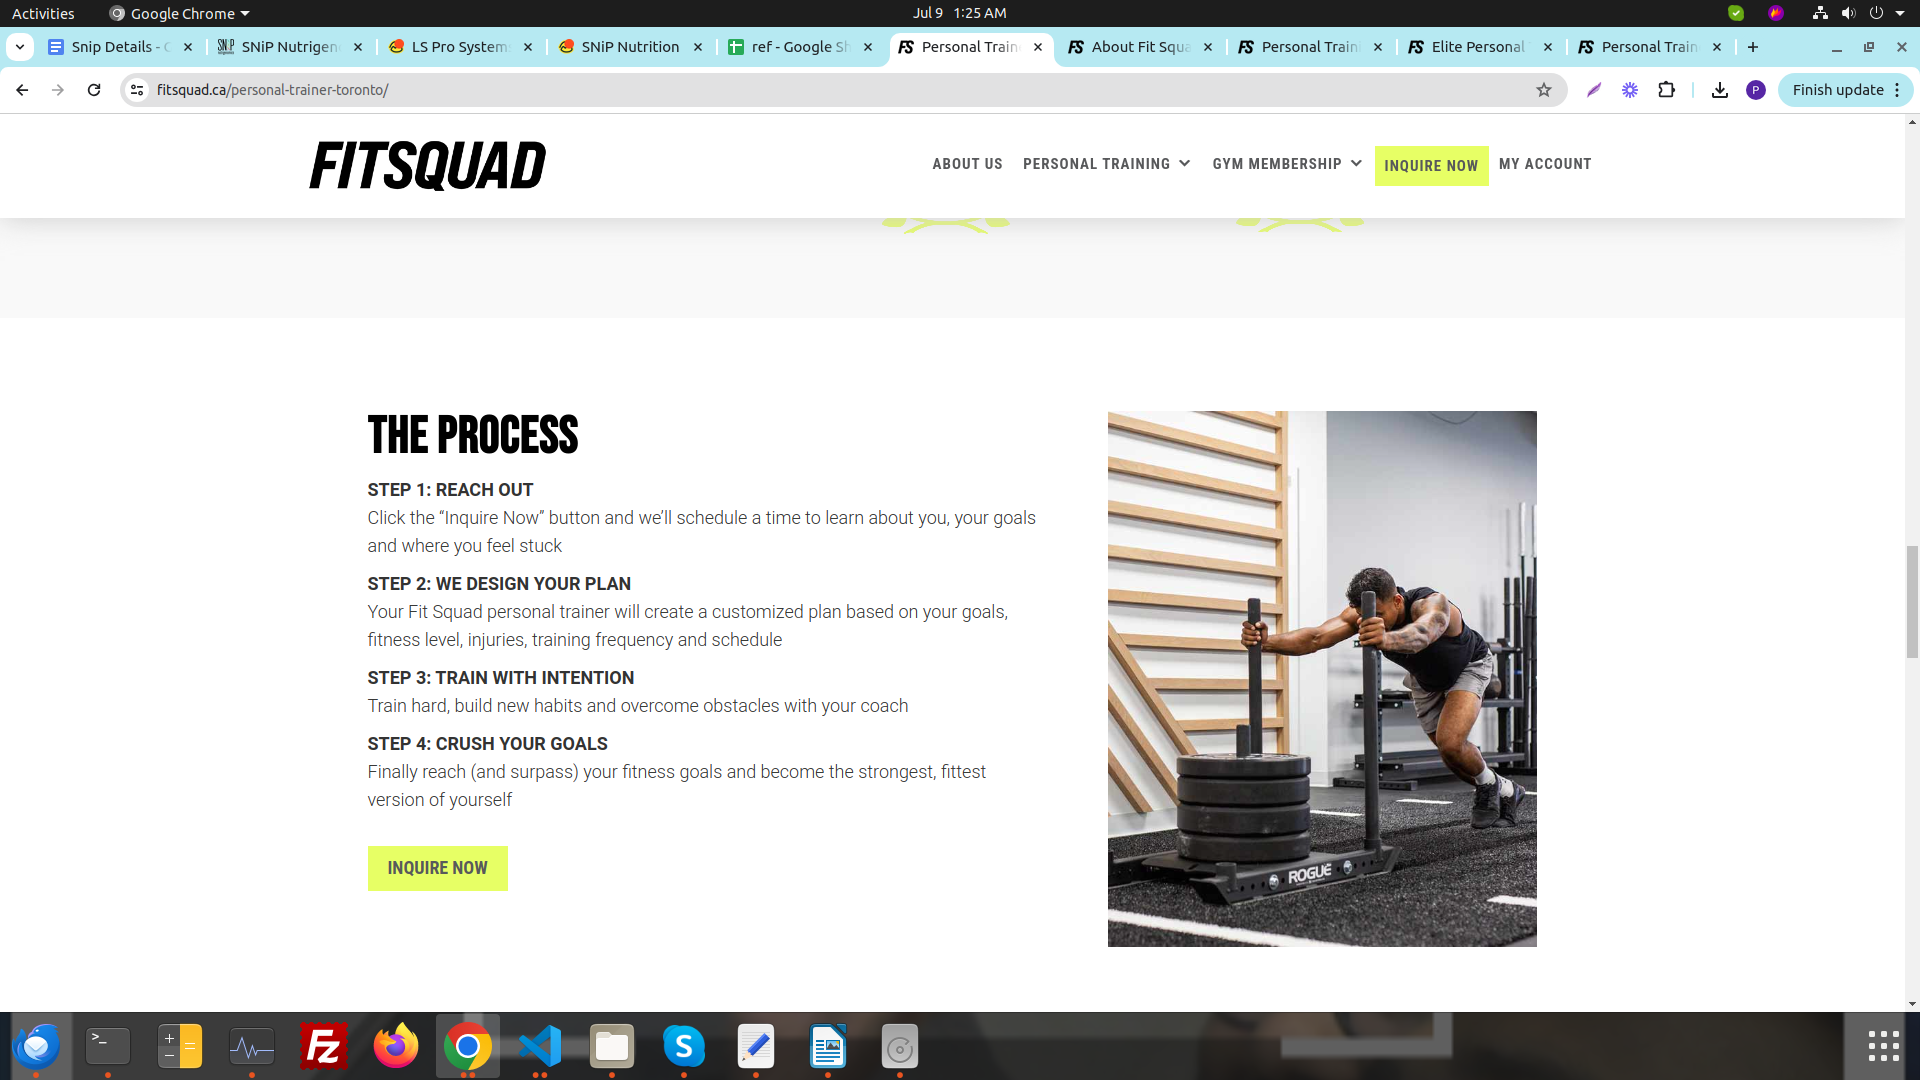 Activities
Google Chrome
Jul 9 1:25 AM
Snip Details - G
SNiP Nutrigen
LS Pro System
SNiP Nutrition
ref - Google Sh
Personal Train
About Fit Squa
Personal Train
Elite Personal T
Personal Train
fitsquad.ca/personal-trainer-toronto/
P
Finish update
FITSQUAD
ABOUT US
PERSONAL TRAINING
GYM MEMBERSHIP
INQUIRE NOW
MY ACCOUNT
THE PROCESS
STEP 1: REACH OUT
Click the “Inquire Now” button and we’ll schedule a time to learn about you, your goals
and where you feel stuck
STEP 2: WE DESIGN YOUR PLAN
Your Fit Squad personal trainer will create a customized plan based on your goals,
fitness level, injuries, training frequency and schedule
STEP 3: TRAIN WITH INTENTION
Train hard, build new habits and overcome obstacles with your coach
STEP 4: CRUSH YOUR GOALS
Finally reach (and surpass) your fitness goals and become the strongest, fittest
version of yourself
INQUIRE NOW
ROGUE